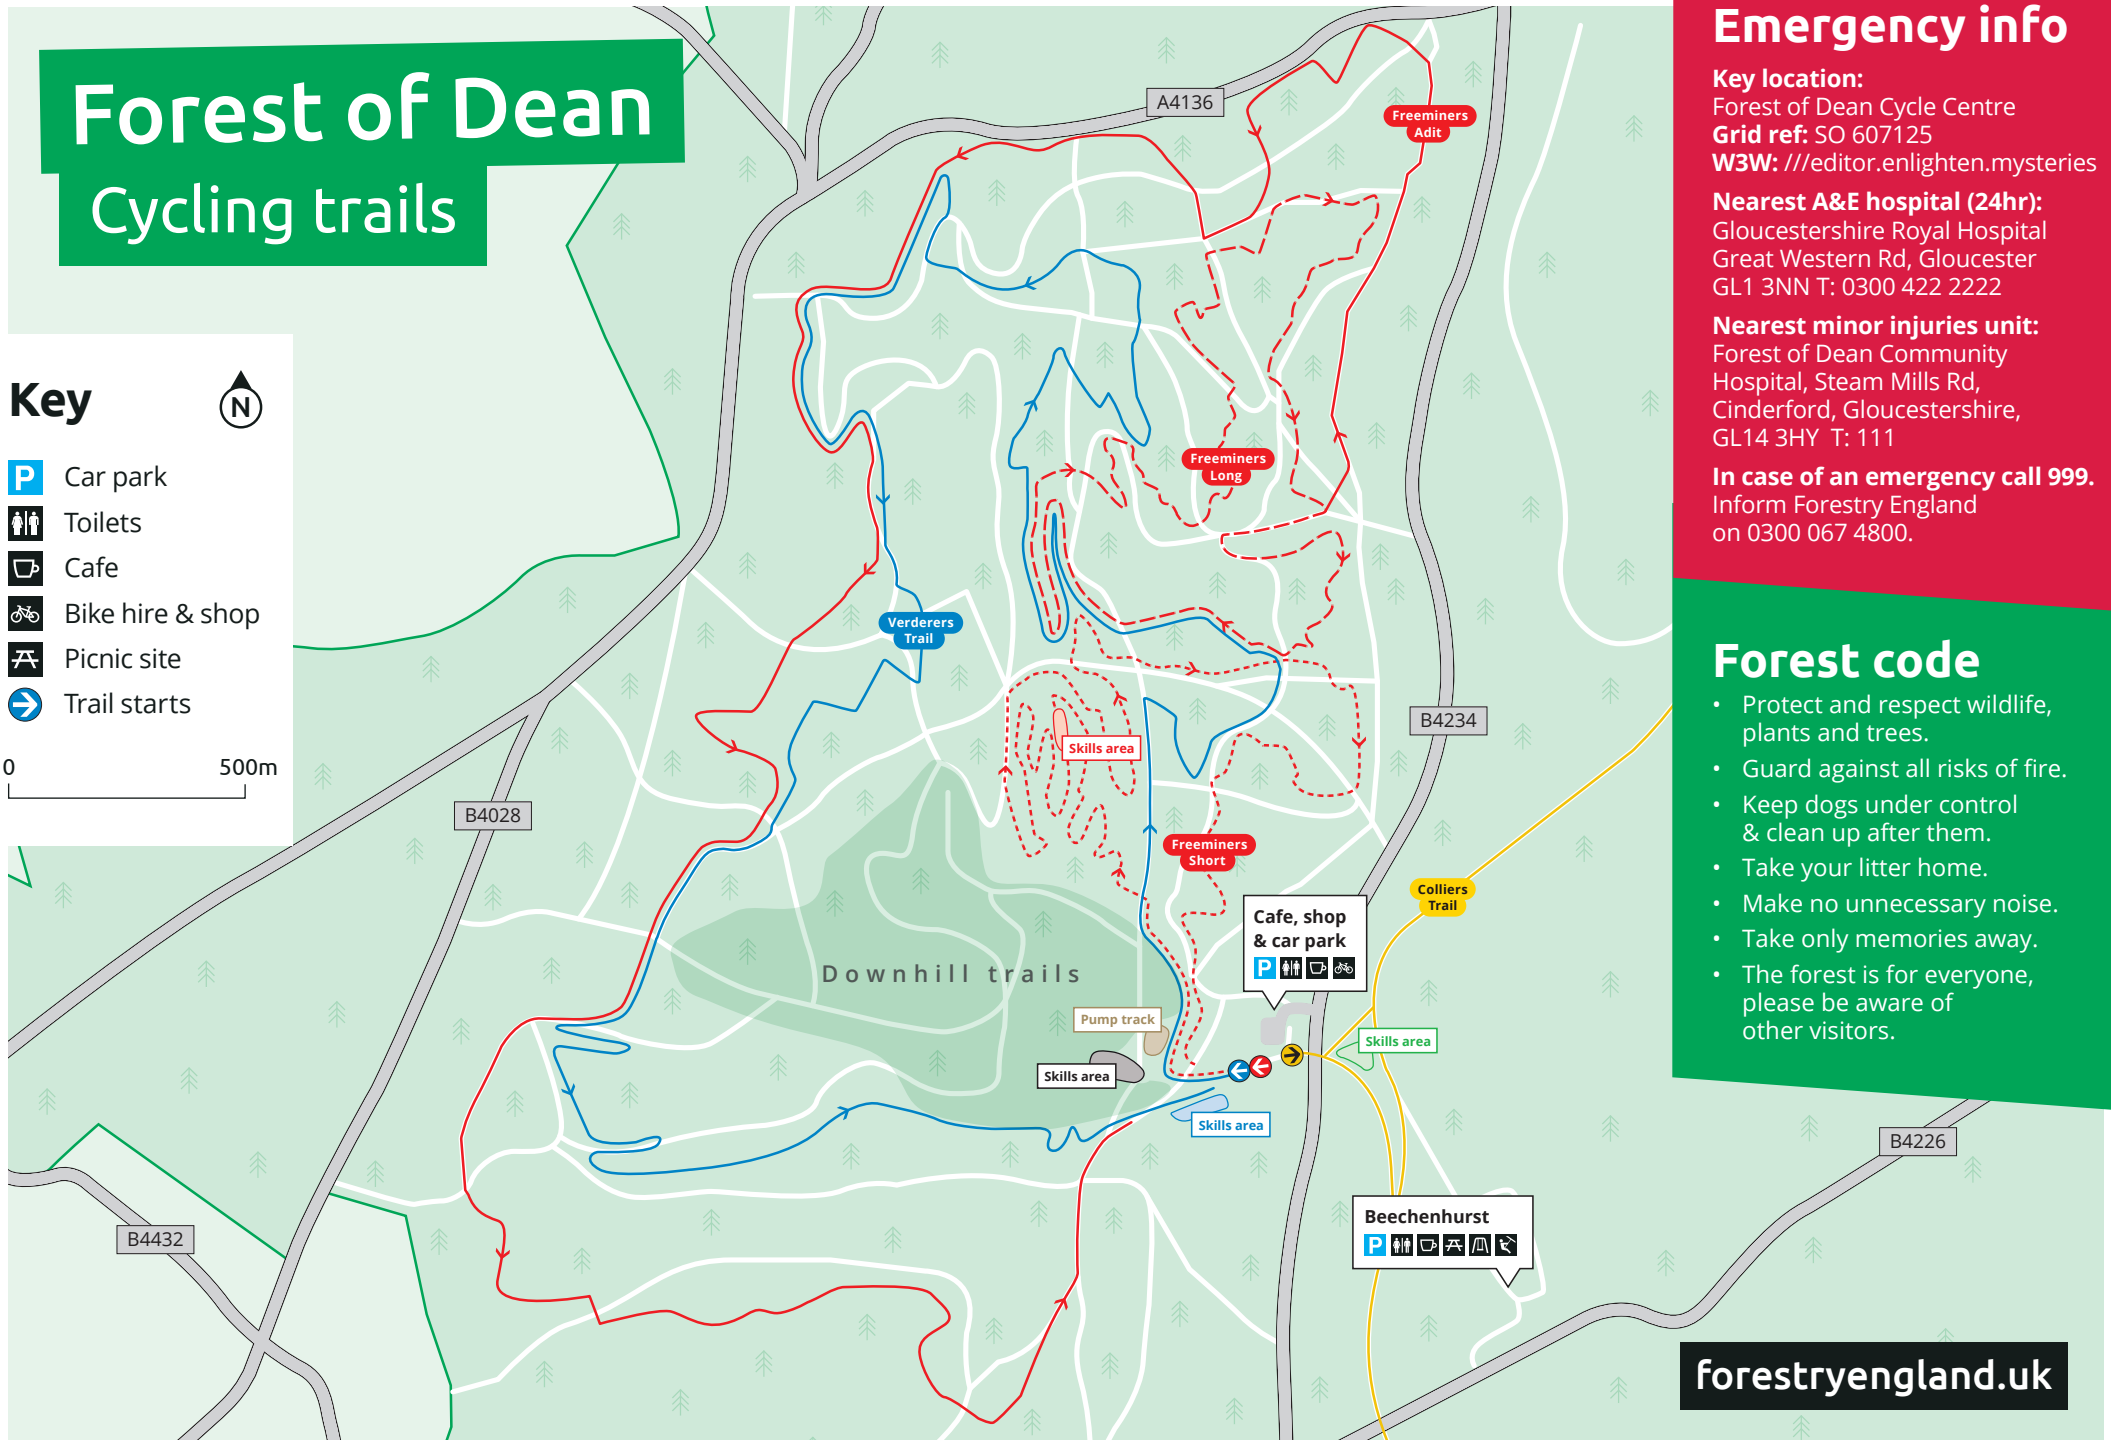 Forest of Dean
Cycling trails
Key
N
P Car park
Toilets
Cafe
Bike hire & shop
Picnic site
Trail starts
0 500m
A4136
Freeminers
Adit
Freeminers
Long
Verderers
Trail
B4234
Skills area
B4028
Freeminers
Short
Colliers
Trail
Cafe, shop
& car park
P
Downhill trails
Pump track
Skills area
Skills area
Skills area
B4226
Beechenhurst
P
B4432
Emergency info
Key location:
Forest of Dean Cycle Centre
Grid ref: SO 607125
W3W: ///editor.enlighten.mysteries
Nearest A&E hospital (24hr):
Gloucestershire Royal Hospital
Great Western Rd, Gloucester
GL1 3NN T: 0300 422 2222
Nearest minor injuries unit:
Forest of Dean Community
Hospital, Steam Mills Rd,
Cinderford, Gloucestershire,
GL14 3HY T: 111
In case of an emergency call 999.
Inform Forestry England
on 0300 067 4800.
Forest code
• Protect and respect wildlife,
plants and trees.
• Guard against all risks of fire.
• Keep dogs under control
& clean up after them.
• Take your litter home.
• Make no unnecessary noise.
• Take only memories away.
• The forest is for everyone,
please be aware of
other visitors.
forestryengland.uk